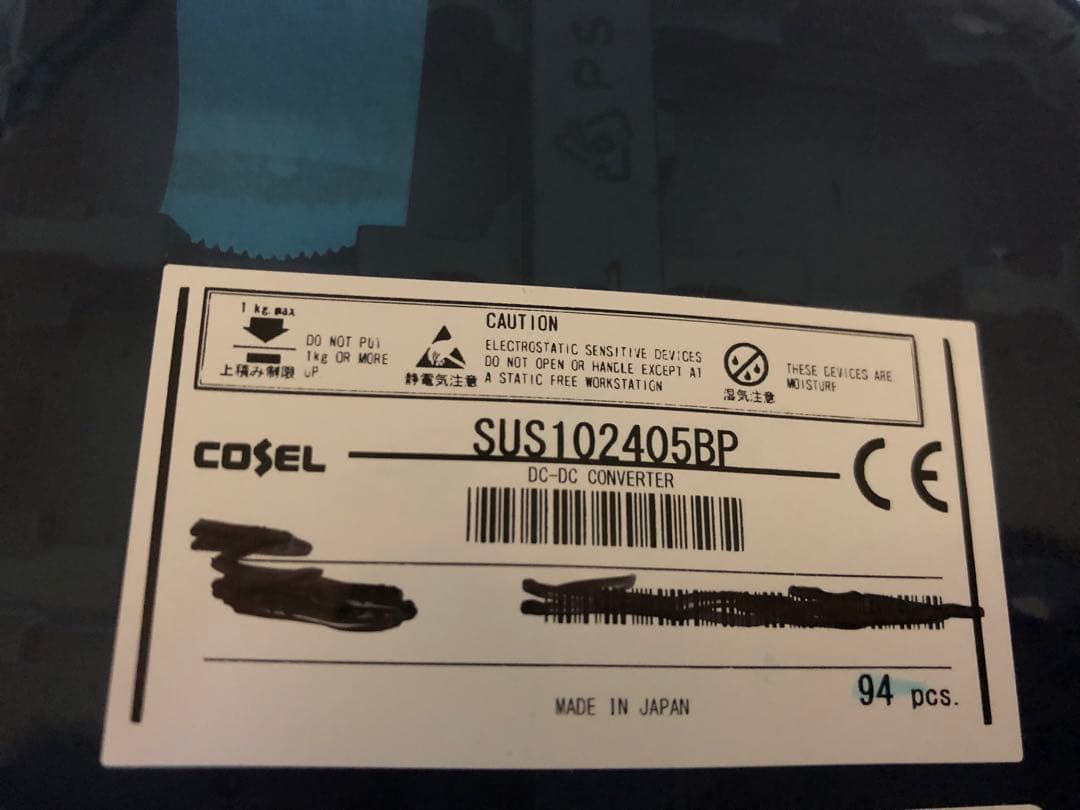 PS
1 kg. max
DO NOT PUT
1kg OR MORE
UP
上積み制限
静電気注意
CAUTION
ELECTROSTATIC SENSITIVE DEVICES
DO NOT OPEN OR HANDLE EXCEPT AT
A STATIC FREE WORKSTATION
湿気注意
THESE DEVICES ARE
MOISTURE
COSEL
SUS102405BP
DC-DC CONVERTER
CE
94 pcs.
MADE IN JAPAN